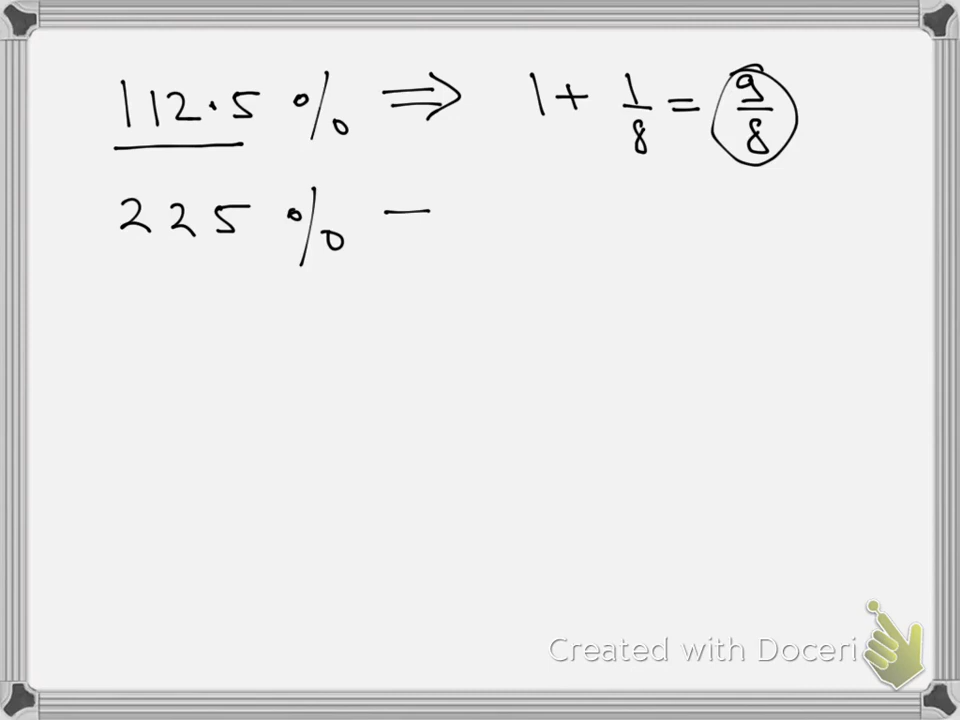 112.5 % ⇒ 1 + 1/8 = 9/8
225 % —
Created with Doceri